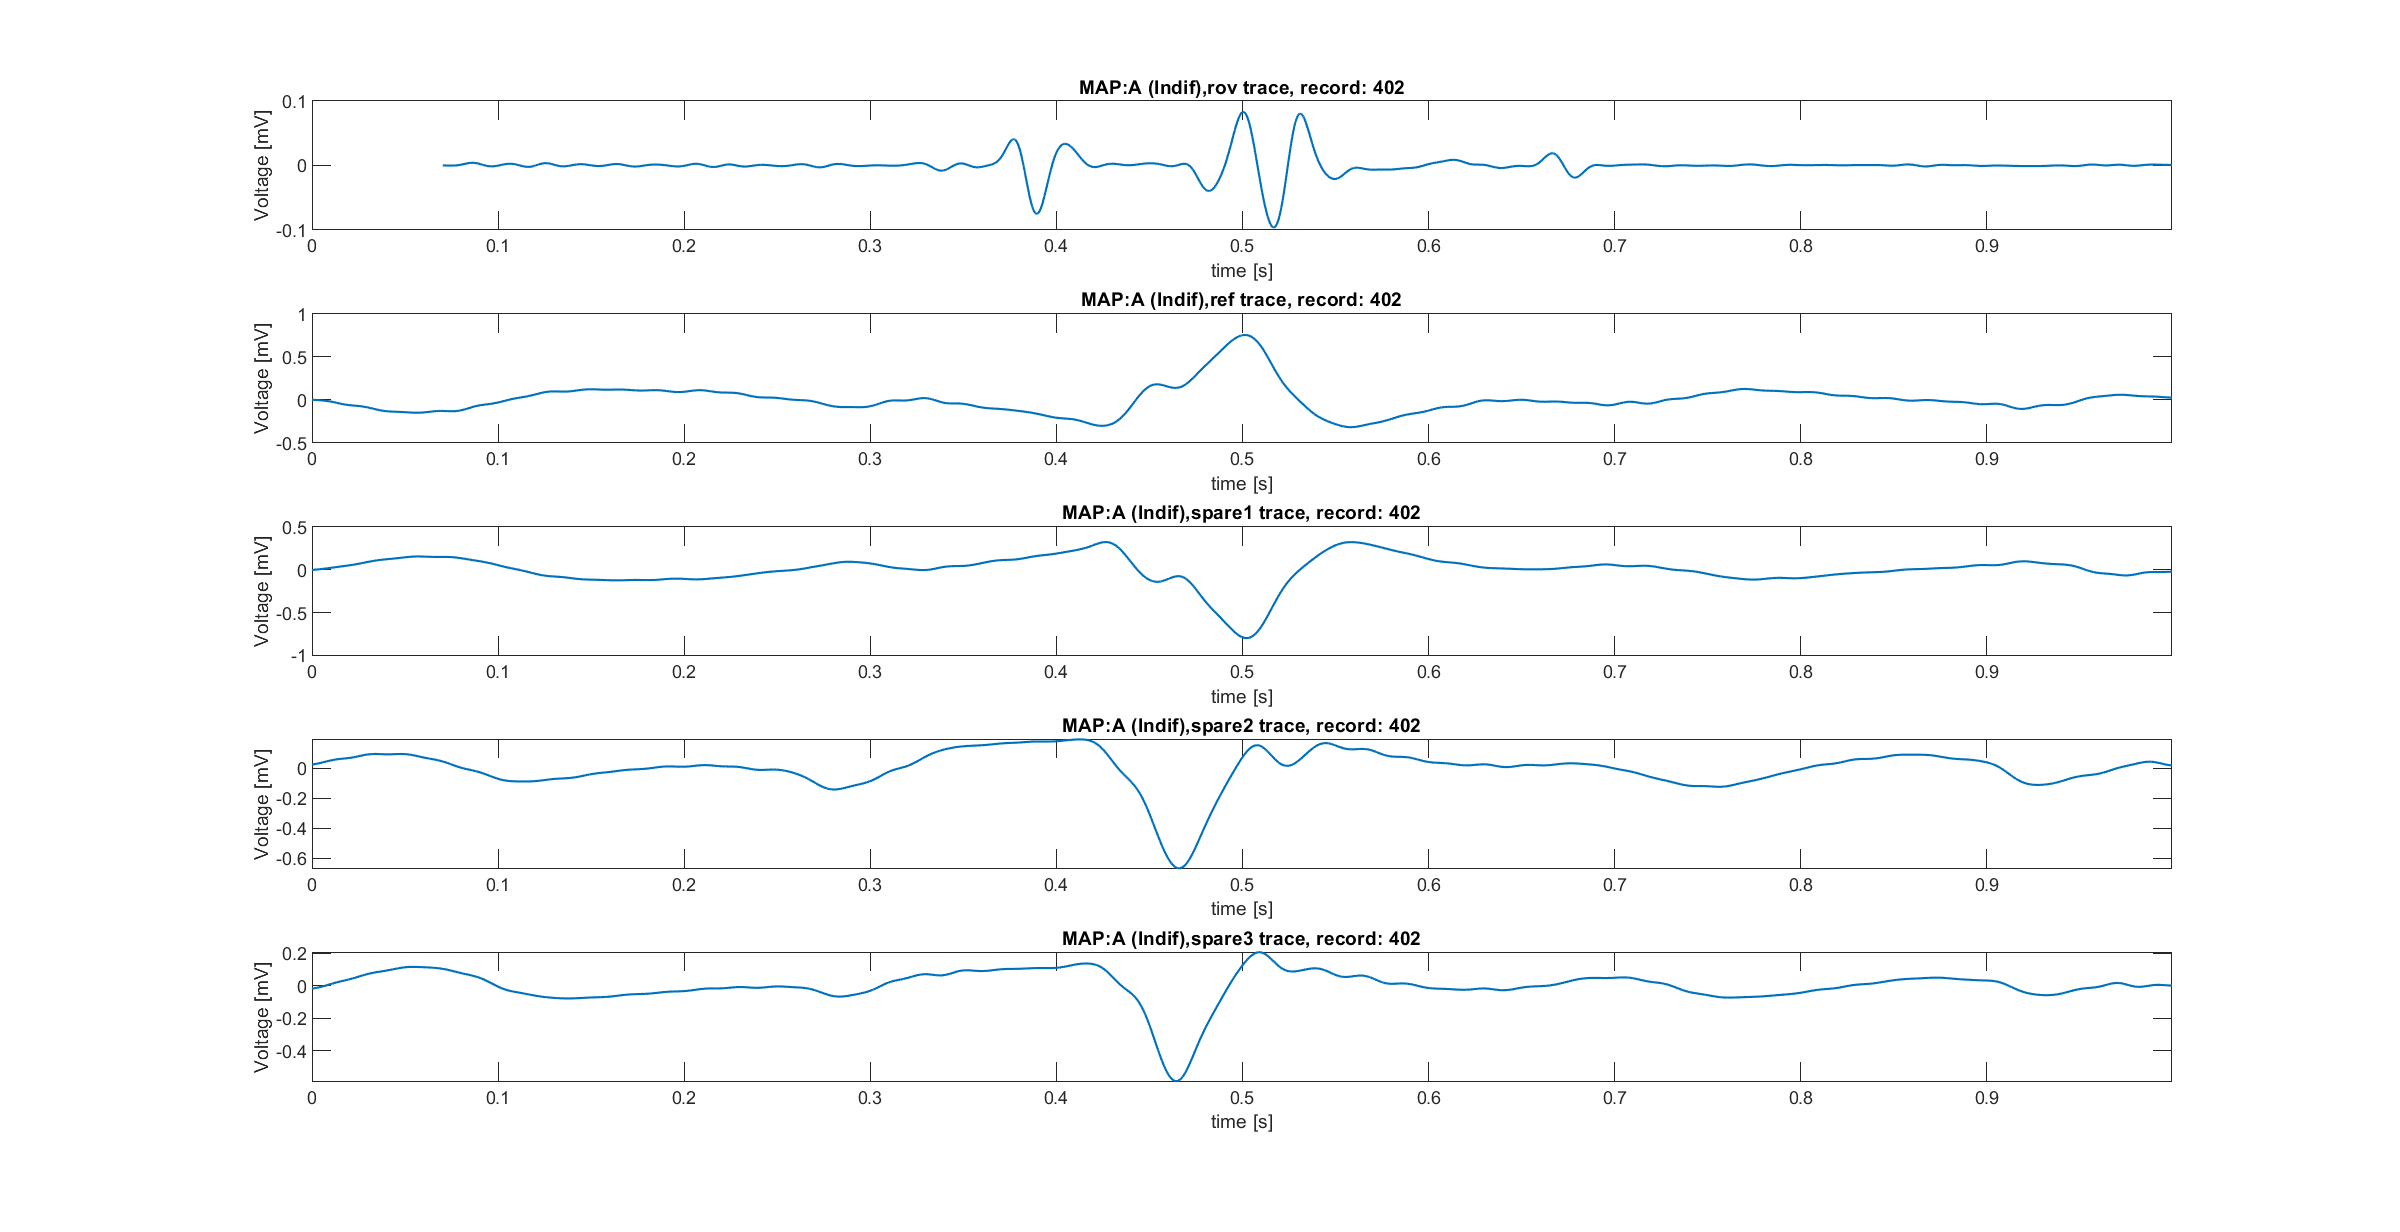 MAP:A (Indif),rov trace, record: 402
Voltage [mV]
0.1
0
-0.1
0 0.1 0.2 0.3 0.4 0.5 0.6 0.7 0.8 0.9
time [s]
MAP:A (Indif),ref trace, record: 402
Voltage [mV]
1
0.5
0
-0.5
0 0.1 0.2 0.3 0.4 0.5 0.6 0.7 0.8 0.9
time [s]
MAP:A (Indif),spare1 trace, record: 402
Voltage [mV]
0.5
0
-0.5
-1
0 0.1 0.2 0.3 0.4 0.5 0.6 0.7 0.8 0.9
time [s]
MAP:A (Indif),spare2 trace, record: 402
Voltage [mV]
0
-0.2
-0.4
-0.6
0 0.1 0.2 0.3 0.4 0.5 0.6 0.7 0.8 0.9
time [s]
MAP:A (Indif),spare3 trace, record: 402
Voltage [mV]
0.2
0
-0.2
-0.4
0 0.1 0.2 0.3 0.4 0.5 0.6 0.7 0.8 0.9
time [s]